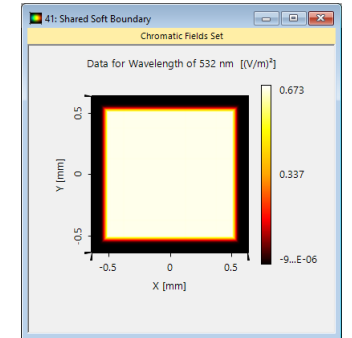 41: Shared Soft Boundary
Chromatic Fields Set
Data for Wavelength of 532 nm [(V/m)²]
0.673
0.337
-9...E-06
0.5
0
-0.5
Y [mm]
-0.5 0 0.5
X [mm]